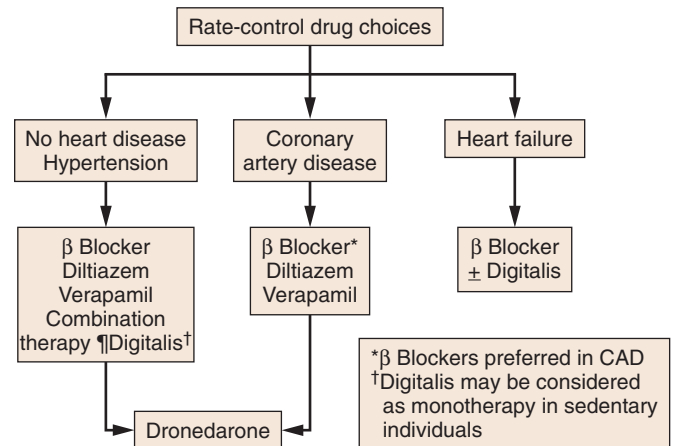 Rate-control drug choices
No heart disease
Hypertension
Coronary
artery disease
Heart failure
β Blocker
Diltiazem
Verapamil
Combination
therapy ¶Digitalis†
β Blocker*
Diltiazem
Verapamil
β Blocker
± Digitalis
Dronedarone
*β Blockers preferred in CAD
†Digitalis may be considered
as monotherapy in sedentary
individuals